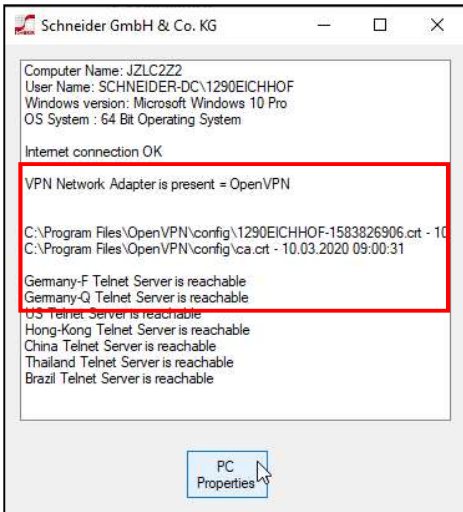 Schneider GmbH & Co. KG
Computer Name: JZLC2Z2
User Name: SCHNEIDER-DC\1290EICHHOF
Windows version: Microsoft Windows 10 Pro
OS System : 64 Bit Operating System
Internet connection OK
VPN Network Adapter is present = OpenVPN
C:\Program Files\OpenVPN\config\1290EICHHOF-1583826906.crt - 10
C:\Program Files\OpenVPN\config\ca.crt - 10.03.2020 09:00:31
Germany-F Telnet Server is reachable
Germany-Q Telnet Server is reachable
US Telnet Server is reachable
Hong-Kong Telnet Server is reachable
China Telnet Server is reachable
Thailand Telnet Server is reachable
Brazil Telnet Server is reachable
PC
Properties